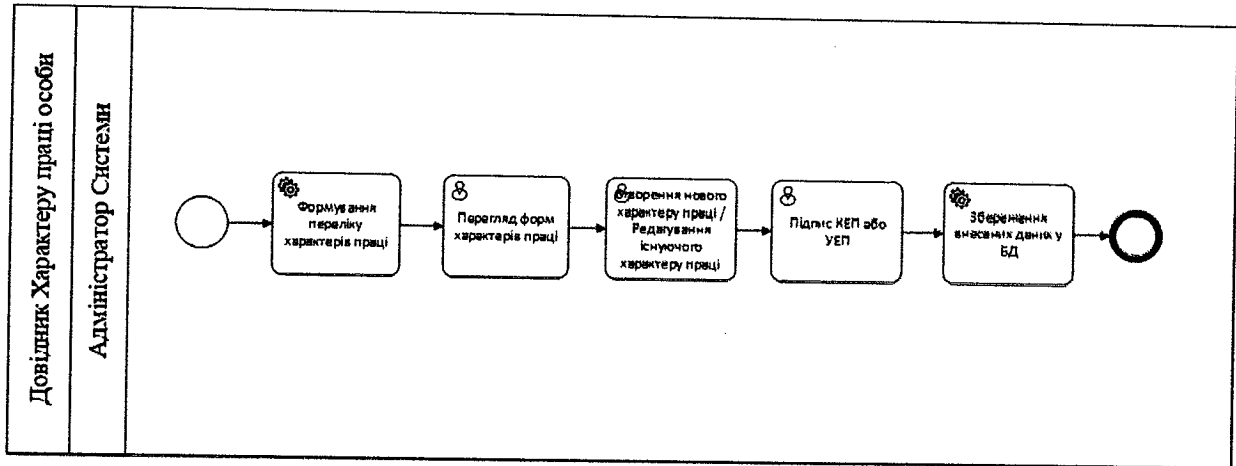 Довідник Характеру праці особи
Адміністратор Системи
Формування
переліку
характерів праці
Перегляд форм
характерів праці
Створення нового
характеру праці /
Редагування
існуючого
характеру праці
Підпис КЕП або
УЕП
Збереження
внесених даних у
БД